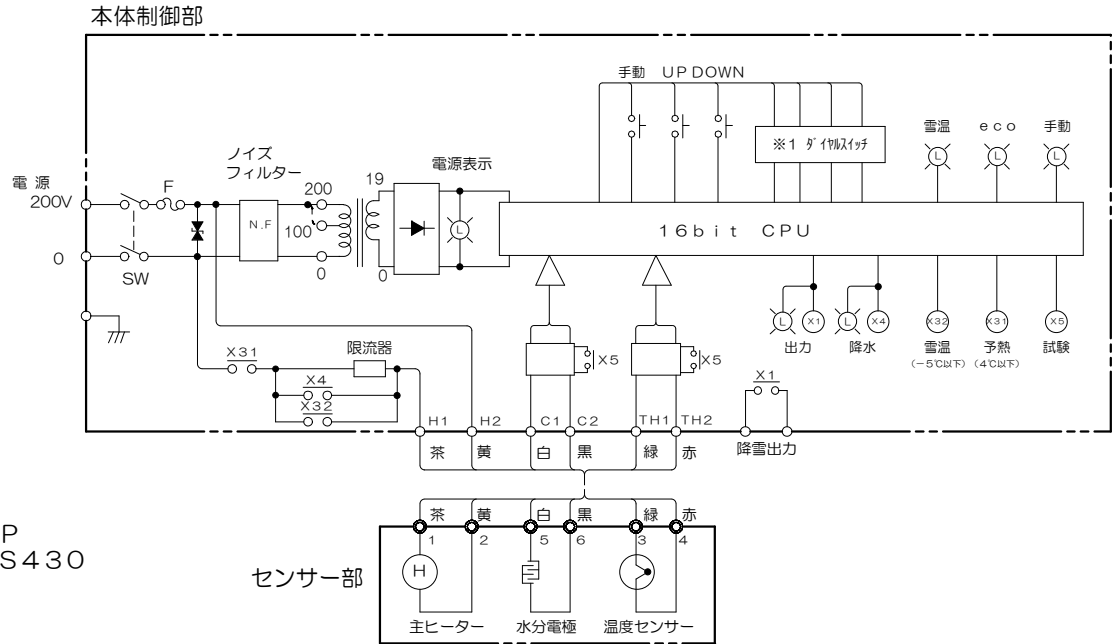 本体制御部
手動 UP DOWN
※1 ダイヤルスイッチ
雪温 eco 手動
L L L
ノイズ
フィルター
電源表示
電源
200V
F
N.F
200
100
0
19
0
L
16bit CPU
0
SW
L X1 L X4 X32 X31 X5
出力 降水 雪温 予熱 試験
(-5℃以下) (4℃以下)
X31
限流器
X4
X32
X5 X5
X1
H1 H2 C1 C2 TH1 TH2
茶 黄 白 黒 緑 赤
降雪出力
茶 黄 白 黒 緑 赤
1 2 5 6 3 4
P
S430
センサー部
H
主ヒーター 水分電極 温度センサー